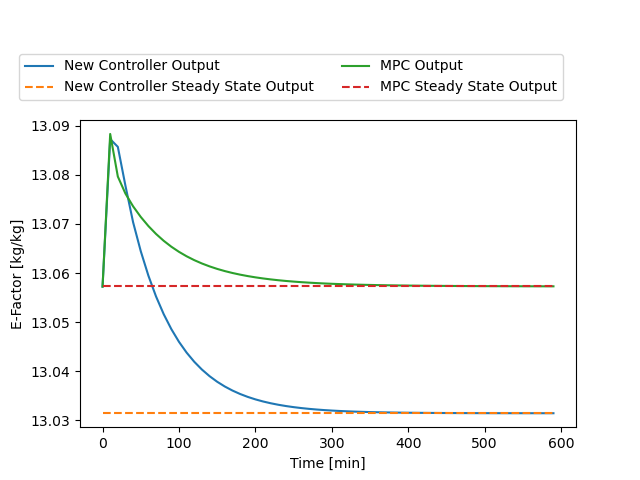 New Controller Output
New Controller Steady State Output
MPC Output
MPC Steady State Output
13.09
13.08
13.07
13.06
13.05
13.04
13.03
E-Factor [kg/kg]
0 100 200 300 400 500 600
Time [min]